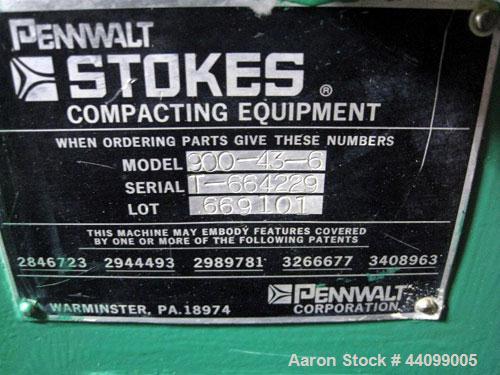 PENNWALT
STOKES ®
COMPACTING EQUIPMENT
WHEN ORDERING PARTS GIVE THESE NUMBERS
MODEL 900-43-6
SERIAL T-664229
LOT 669101
THIS MACHINE MAY EMBODY FEATURES COVERED
BY ONE OR MORE OF THE FOLLOWING PATENTS
2846723 2944493 2989781 3266677 3408963
WARMINSTER, PA.18974
PENNWALT
CORPORATION
Aaron Stock # 44099005